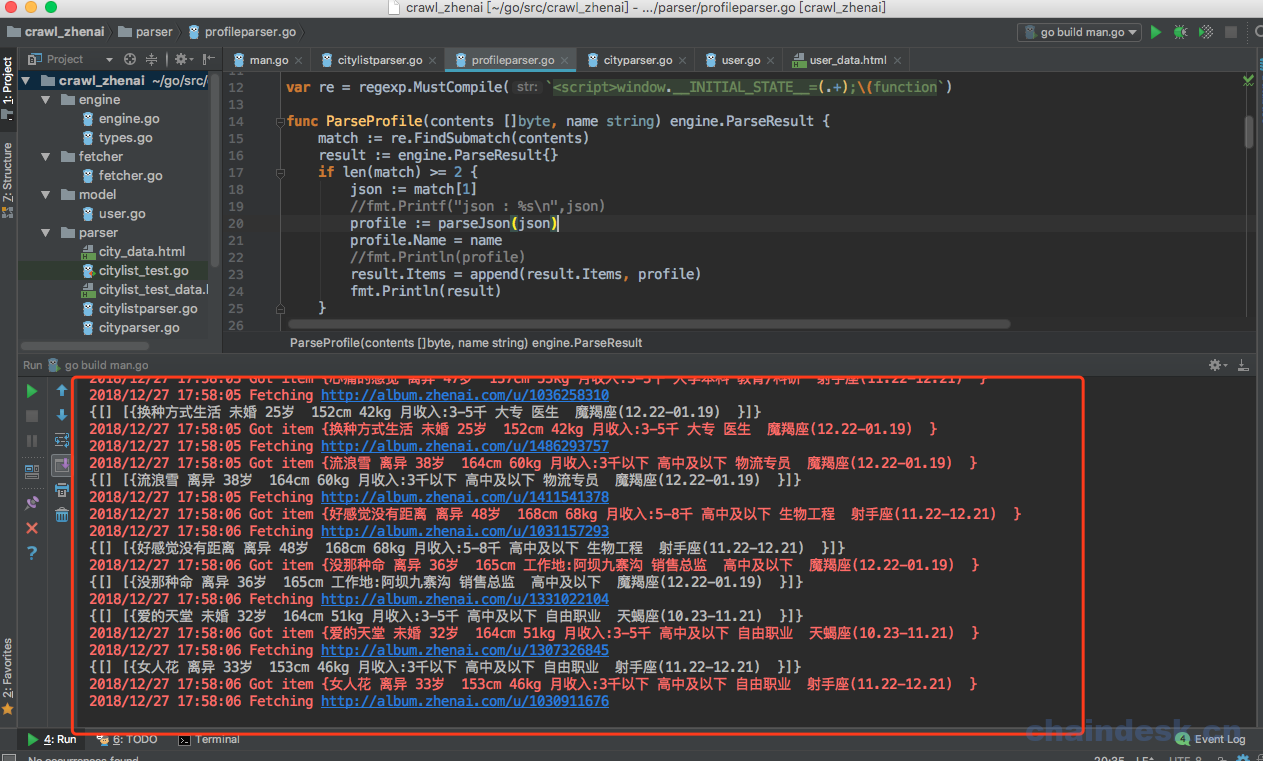 crawl_zhenai [~/go/src/crawl_zhenai] - .../parser/profileparser.go [crawl_zhenai]
crawl_zhenai parser profileparser.go go build man.go
Project man.go citylistparser.go profileparser.go cityparser.go user.go user_data.html
1: Project
Z: Structure
2: Favorites
crawl_zhenai ~/go/src/
engine
engine.go
types.go
fetcher
fetcher.go
model
user.go
parser
city_data.html
citylist_test.go
citylist_test_data.
citylistparser.go
cityparser.go
12 var re = regexp.MustCompile( str: `<script>window.__INITIAL_STATE__=(.+);\(function`)
13
14 func ParseProfile(contents []byte, name string) engine.ParseResult {
15 match := re.FindSubmatch(contents)
16 result := engine.ParseResult{}
17 if len(match) >= 2 {
18 json := match[1]
19 //fmt.Printf("json : %s\n",json)
20 profile := parseJson(json)
21 profile.Name = name
22 //fmt.Println(profile)
23 result.Items = append(result.Items, profile)
24 fmt.Println(result)
25 }
26
ParseProfile(contents []byte, name string) engine.ParseResult
Run go build man.go
2018/12/27 17:58:05 Got item {心痛的感觉 离异 47岁 157cm 55kg 月收入:3-5千 大学本科 教育/科研 射手座(11.22-12.21) }
2018/12/27 17:58:05 Fetching http://album.zhenai.com/u/1036258310
{[] [{换种方式生活 未婚 25岁 152cm 42kg 月收入:3-5千 大专 医生 魔羯座(12.22-01.19) }]}
2018/12/27 17:58:05 Got item {换种方式生活 未婚 25岁 152cm 42kg 月收入:3-5千 大专 医生 魔羯座(12.22-01.19) }
2018/12/27 17:58:05 Fetching http://album.zhenai.com/u/1486293757
2018/12/27 17:58:05 Got item {流浪雪 离异 38岁 164cm 60kg 月收入:3千以下 高中及以下 物流专员 魔羯座(12.22-01.19) }
{[] [{流浪雪 离异 38岁 164cm 60kg 月收入:3千以下 高中及以下 物流专员 魔羯座(12.22-01.19) }]}
2018/12/27 17:58:05 Fetching http://album.zhenai.com/u/1411541378
2018/12/27 17:58:06 Got item {好感觉没有距离 离异 48岁 168cm 68kg 月收入:5-8千 高中及以下 生物工程 射手座(11.22-12.21) }
2018/12/27 17:58:06 Fetching http://album.zhenai.com/u/1031157293
{[] [{好感觉没有距离 离异 48岁 168cm 68kg 月收入:5-8千 高中及以下 生物工程 射手座(11.22-12.21) }]}
2018/12/27 17:58:06 Got item {没那种命 离异 36岁 165cm 工作地:阿坝九寨沟 销售总监 高中及以下 魔羯座(12.22-01.19) }
{[] [{没那种命 离异 36岁 165cm 工作地:阿坝九寨沟 销售总监 高中及以下 魔羯座(12.22-01.19) }]}
2018/12/27 17:58:06 Fetching http://album.zhenai.com/u/1331022104
{[] [{爱的天堂 未婚 32岁 164cm 51kg 月收入:3-5千 高中及以下 自由职业 天蝎座(10.23-11.21) }]}
2018/12/27 17:58:06 Got item {爱的天堂 未婚 32岁 164cm 51kg 月收入:3-5千 高中及以下 自由职业 天蝎座(10.23-11.21) }
2018/12/27 17:58:06 Fetching http://album.zhenai.com/u/1307326845
{[] [{女人花 离异 33岁 153cm 46kg 月收入:3千以下 高中及以下 自由职业 射手座(11.22-12.21) }]}
2018/12/27 17:58:06 Got item {女人花 离异 33岁 153cm 46kg 月收入:3千以下 高中及以下 自由职业 射手座(11.22-12.21) }
2018/12/27 17:58:06 Fetching http://album.zhenai.com/u/1030911676
chaindesk.cn
4: Run 6: TODO Terminal 4 Event Log
No occurrences found 20:35 UTF-8